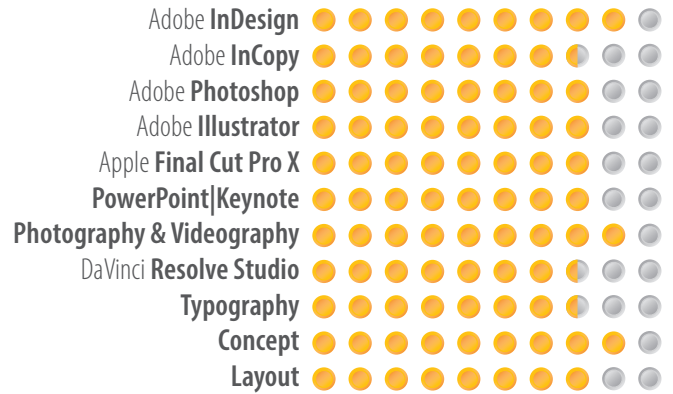 Adobe InDesign
Adobe InCopy
Adobe Photoshop
Adobe Illustrator
Apple Final Cut Pro X
PowerPoint|Keynote
Photography & Videography
DaVinci Resolve Studio
Typography
Concept
Layout